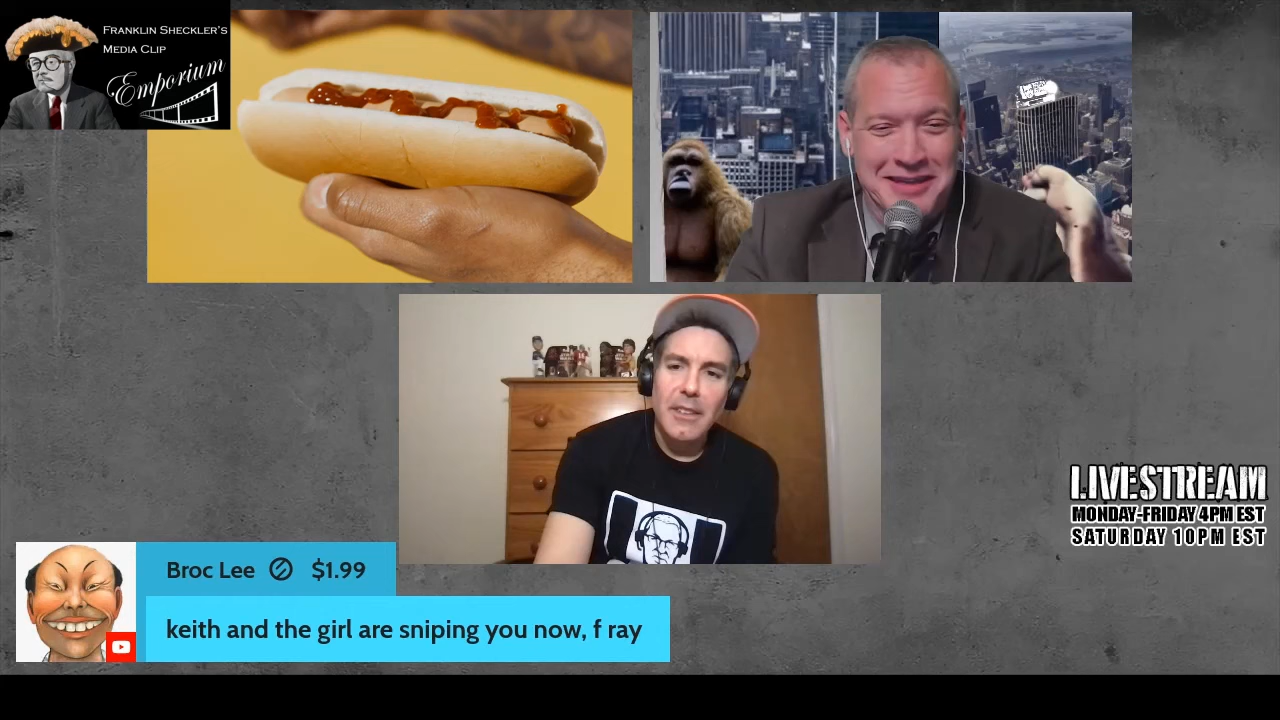 FRANKLIN SHECKLER'S
MEDIA CLIP
Emporium
LIVESTREAM
MONDAY-FRIDAY 4PM EST
SATURDAY 10PM EST
Broc Lee $1.99
keith and the girl are sniping you now, f ray